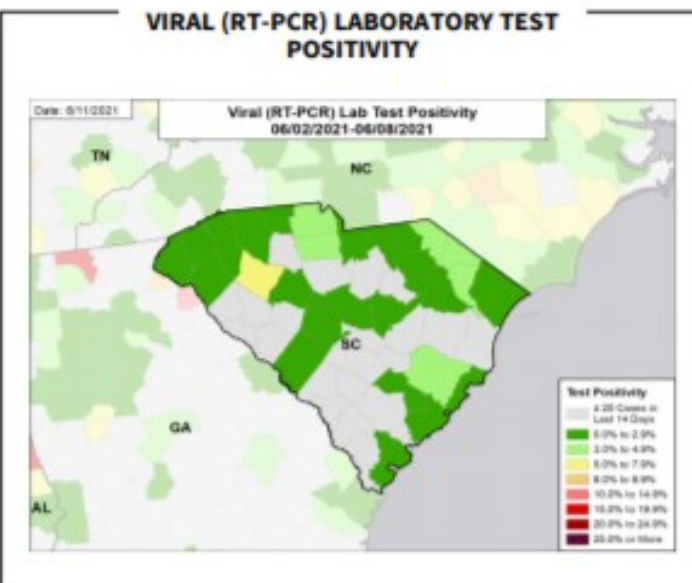 VIRAL (RT-PCR) LABORATORY TEST
POSITIVITY
Date: 6/11/2021
Viral (RT-PCR) Lab Test Positivity
06/02/2021-06/08/2021
TN
NC
SC
GA
AL
Test Positivity
≤ 20 Cases in
Last 14 Days
0.0% to 2.9%
3.0% to 4.9%
5.0% to 7.9%
8.0% to 9.9%
10.0% to 14.9%
15.0% to 19.9%
20.0% to 24.9%
25.0% or More